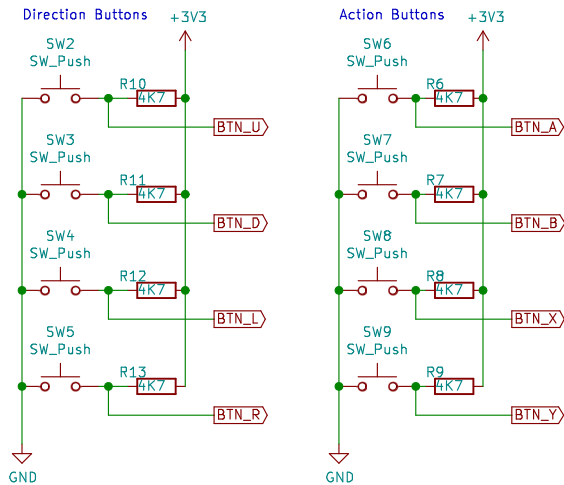 Direction Buttons
+3V3
SW2
SW_Push
R10
4K7
BTN_U
SW3
SW_Push
R11
4K7
BTN_D
SW4
SW_Push
R12
4K7
BTN_L
SW5
SW_Push
R13
4K7
BTN_R
GND
Action Buttons
+3V3
SW6
SW_Push
R6
4K7
BTN_A
SW7
SW_Push
R7
4K7
BTN_B
SW8
SW_Push
R8
4K7
BTN_X
SW9
SW_Push
R9
4K7
BTN_Y
GND